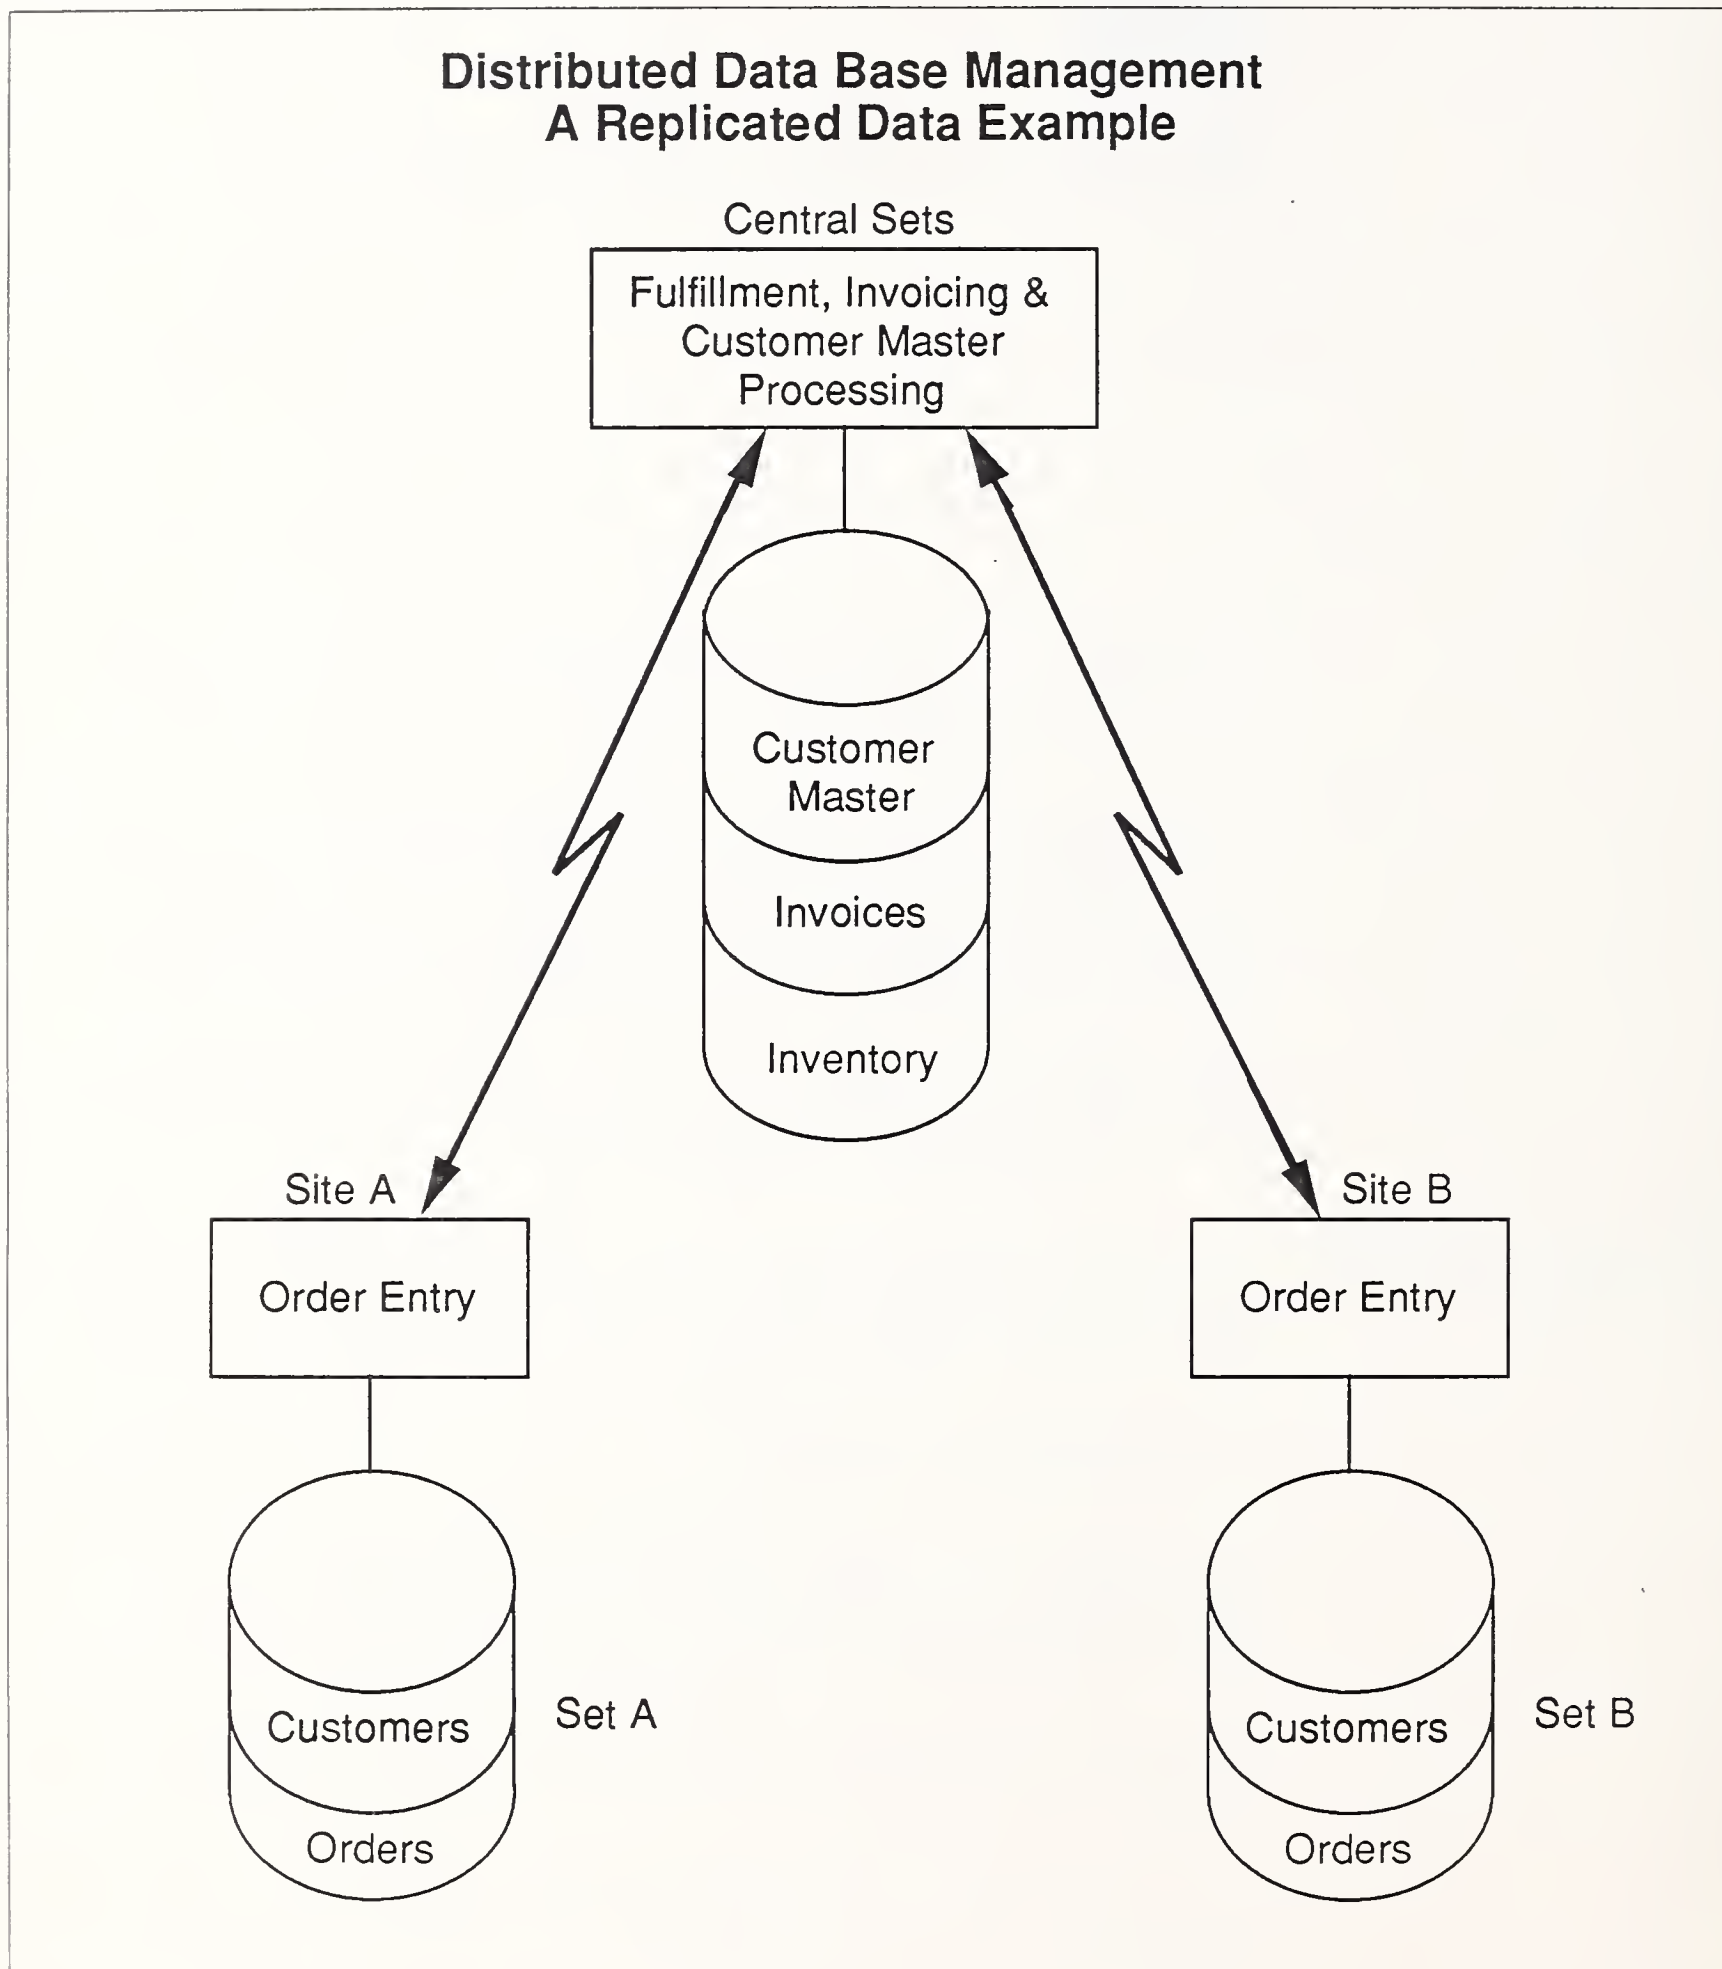 Distributed Data Base Management
A Replicated Data Example
Central Sets
Fulfillment, Invoicing &
Customer Master
Processing
Customer
Master
Invoices
Inventory
Site A
Order Entry
Customers
Orders
Set A
Site B
Order Entry
Customers
Orders
Set B